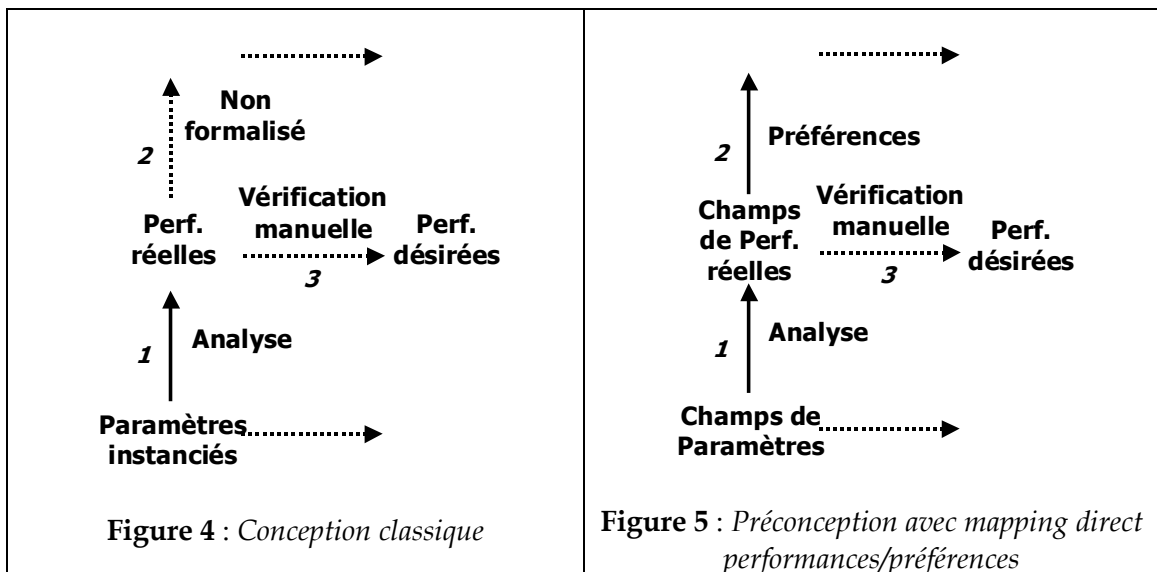 Non
formalisé
2
Vérification
manuelle
Perf.
réelles
Perf.
désirées
3
1
Analyse
Paramètres
instanciés
Figure 4 : Conception classique
Préférences
2
Vérification
manuelle
Champs
de Perf.
réelles
Perf.
désirées
3
1
Analyse
Champs de
Paramètres
Figure 5 : Préconception avec mapping direct
performances/préférences